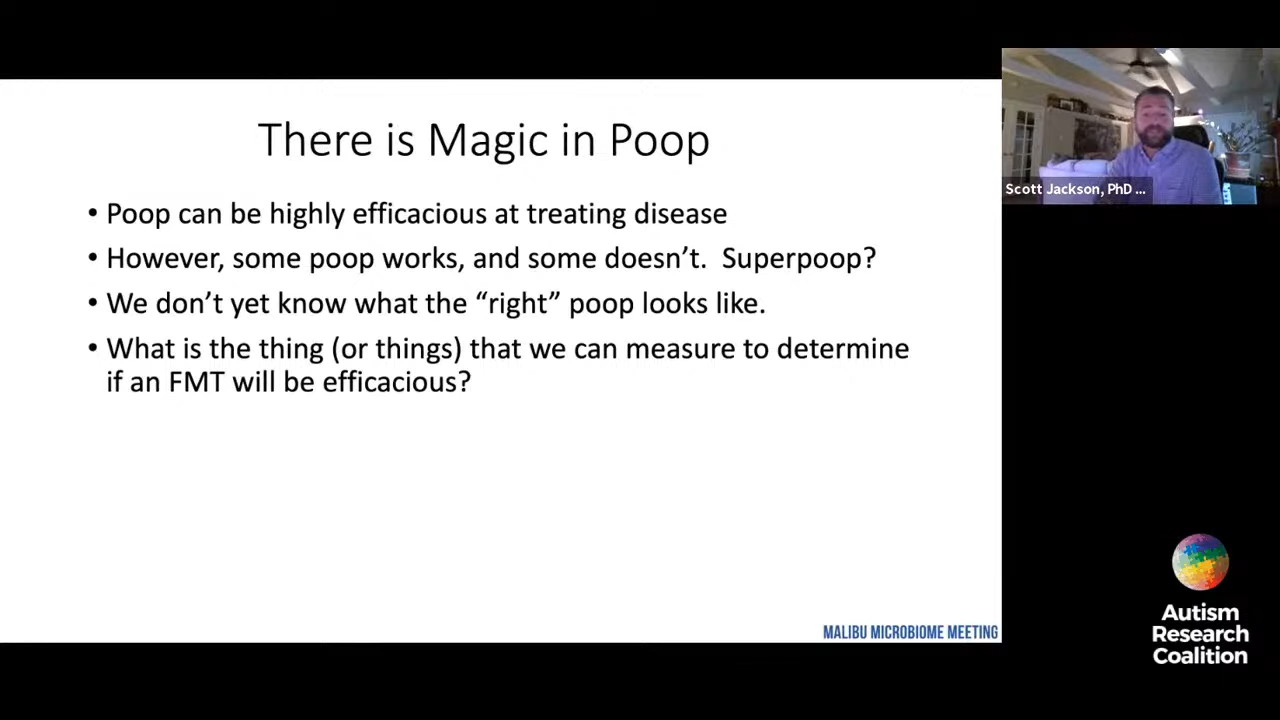 There is Magic in Poop
• Poop can be highly efficacious at treating disease
• However, some poop works, and some doesn’t.  Superpoop?
• We don’t yet know what the “right” poop looks like.
• What is the thing (or things) that we can measure to determine
if an FMT will be efficacious?
MALIBU MICROBIOME MEETING
Scott Jackson, PhD ...
Autism
Research
Coalition